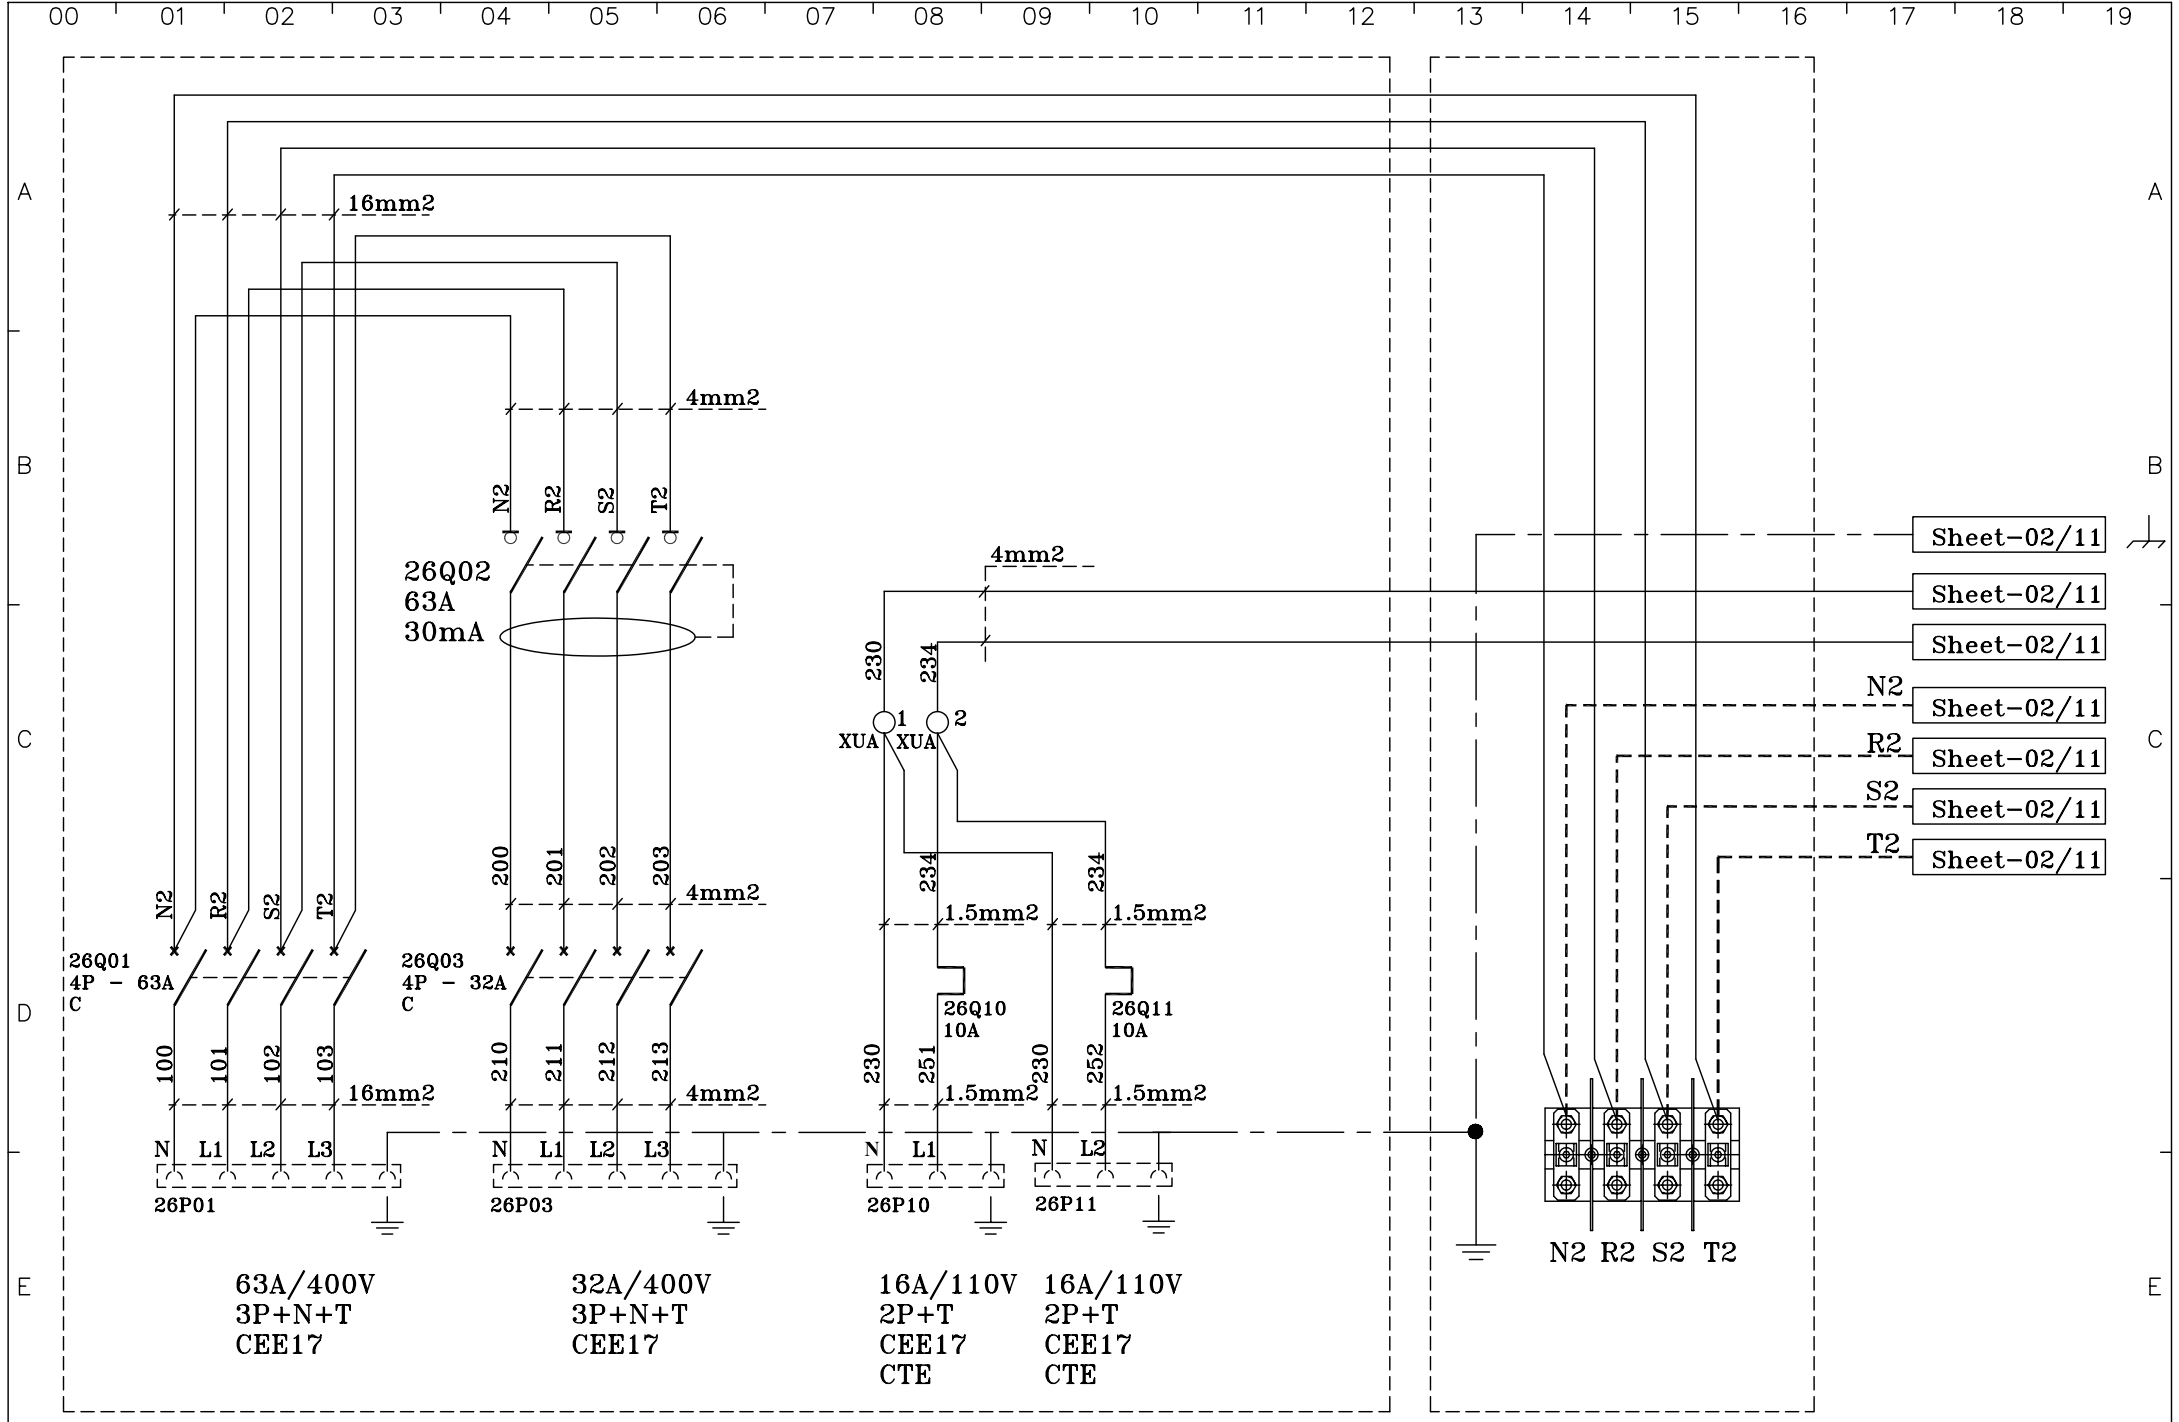 00 01 02 03 04 05 06 07 08 09 10 11 12 13 14 15 16 17 18 19
A
A
16mm2
4mm2
B
B
N2 R2 S2 T2
Sheet-02/11
4mm2
26Q02
63A
30mA
Sheet-02/11
230 234
Sheet-02/11
N2
Sheet-02/11
1 2
XUA XUA
C
C
R2
Sheet-02/11
S2
Sheet-02/11
T2
Sheet-02/11
200 201 202 203
234 234
4mm2
N2 R2 S2 T2
1.5mm2 1.5mm2
26Q01
4P - 63A
C
26Q03
4P - 32A
C
D
D
26Q10
10A
26Q11
10A
100 101 102 103
210 211 212 213
230 251 230 252
16mm2 4mm2 1.5mm2 1.5mm2
N L1 L2 L3
N L1 L2 L3
N L1
N L2
26P01 26P03 26P10 26P11
N2 R2 S2 T2
E
E
63A/400V
3P+N+T
CEE17
32A/400V
3P+N+T
CEE17
16A/110V
2P+T
CEE17
CTE
16A/110V
2P+T
CEE17
CTE